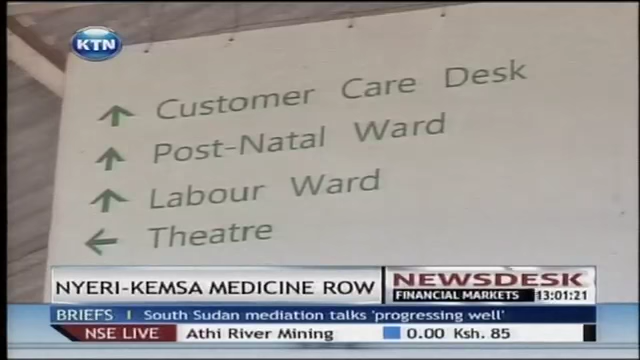 KTN
Customer Care Desk
Post-Natal Ward
Labour Ward
Theatre
NYERI-KEMSA MEDICINE ROW
NEWSDESK
FINANCIAL MARKETS 13:01:21
BRIEFS South Sudan mediation talks 'progressing well'
NSE LIVE Athi River Mining 0.00 Ksh. 85